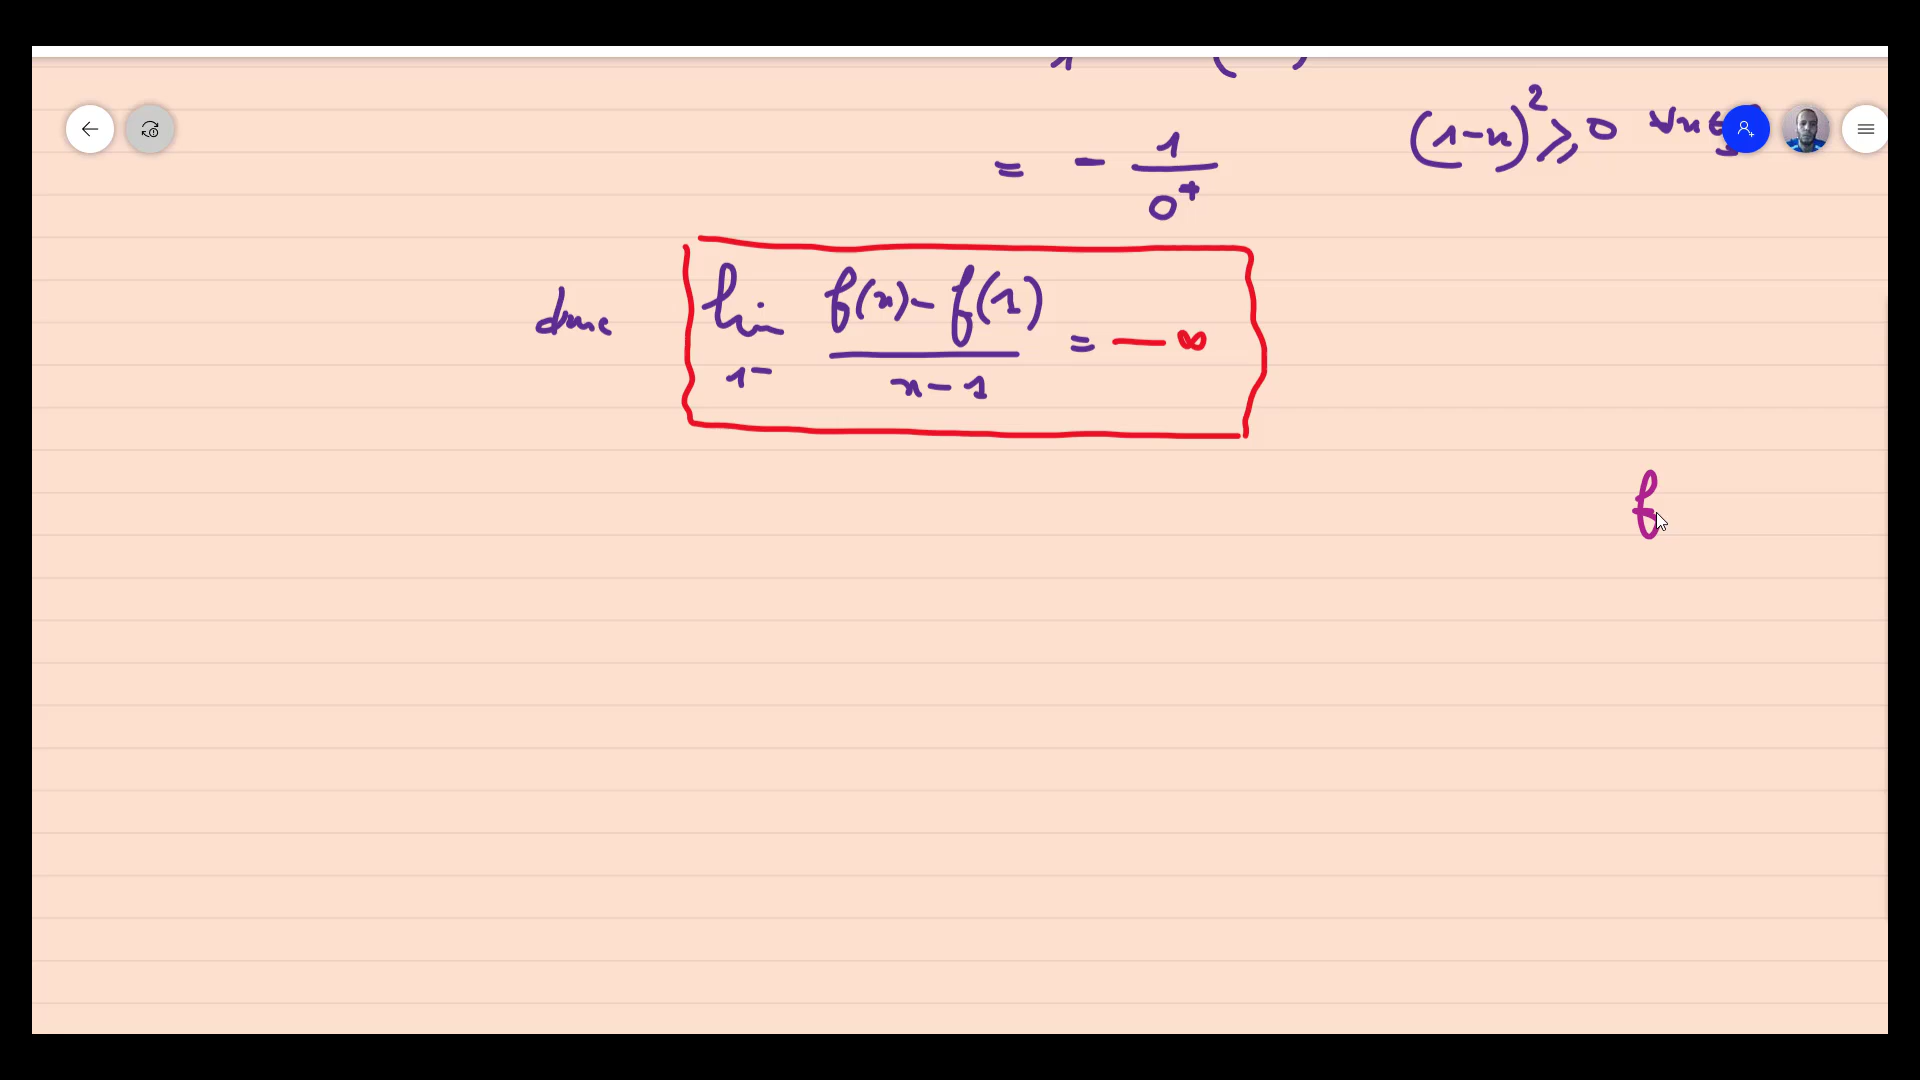 = - 1/0⁺
(1-x)² ⩾ 0 ∀x ∈
donc lim 1⁻ (f(x) - f(1))/(x - 1) = - ∞
f